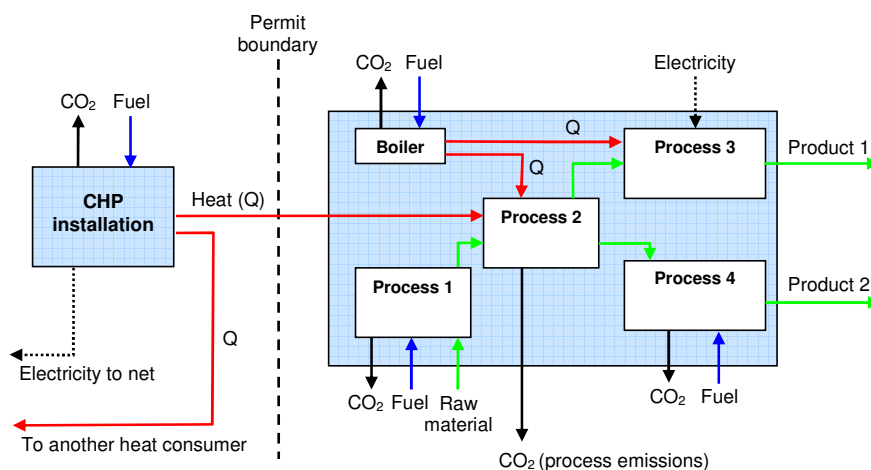 Permit
boundary
CO₂ Fuel
Electricity
CO₂ Fuel
Boiler
Q
Process 3
Product 1
CHP
installation
Heat (Q)
Q
Process 2
Process 1
Process 4
Product 2
Q
Electricity to net
CO₂ Fuel Raw
material
CO₂ Fuel
To another heat consumer
CO₂ (process emissions)